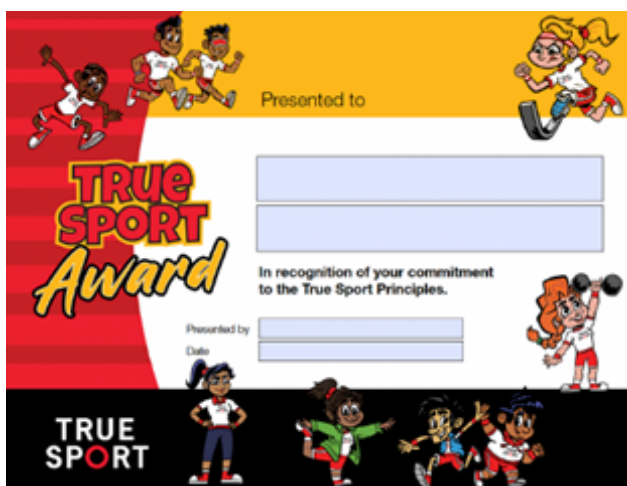 Presented to
TRUE
SPORT
Award
In recognition of your commitment
to the True Sport Principles.
Presented by
Date
TRUE
SPORT